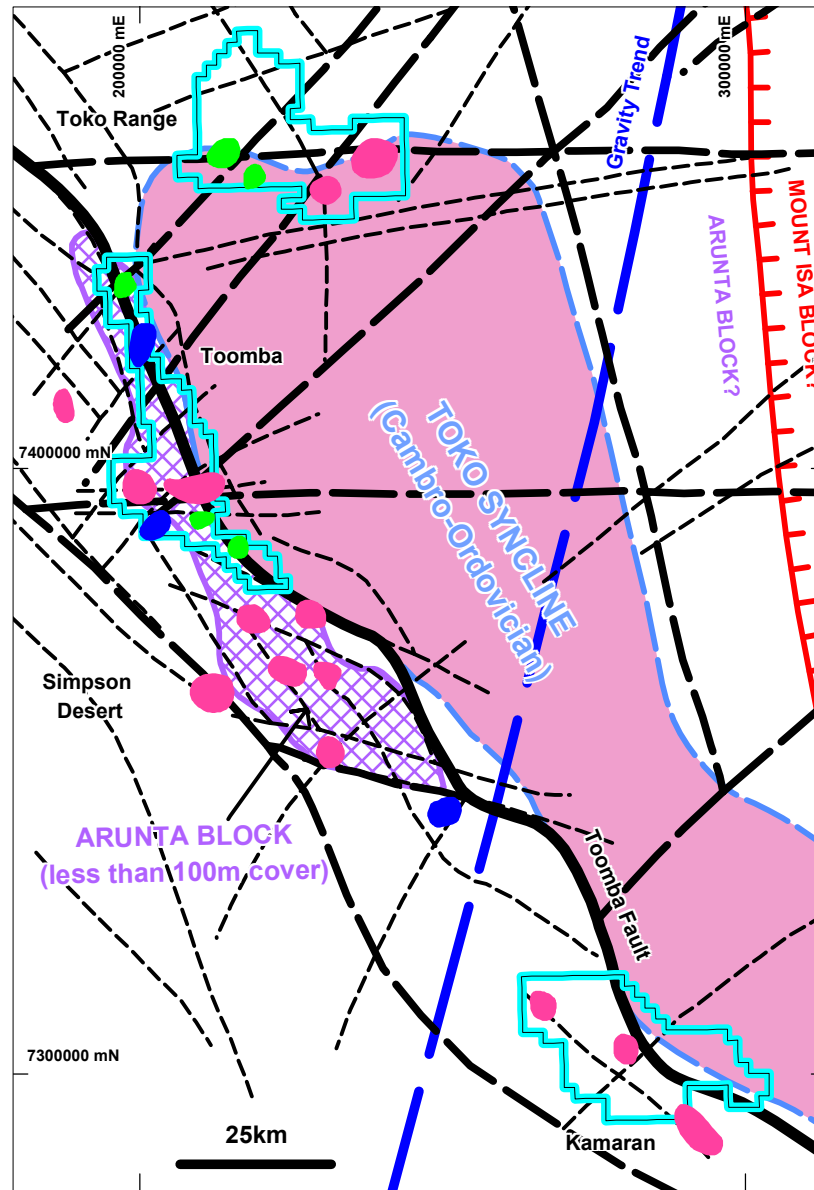 200000 mE
300000 mE
Toko Range
Gravity Trend
ARUNTA BLOCK?
MOUNT ISA BLOCK?
Toomba
7400000 mN
TOKO SYNCLINE
(Cambro-Ordovician)
Simpson
Desert
ARUNTA BLOCK
(less than 100m cover)
Toomba Fault
7300000 mN
25km
Kamaran